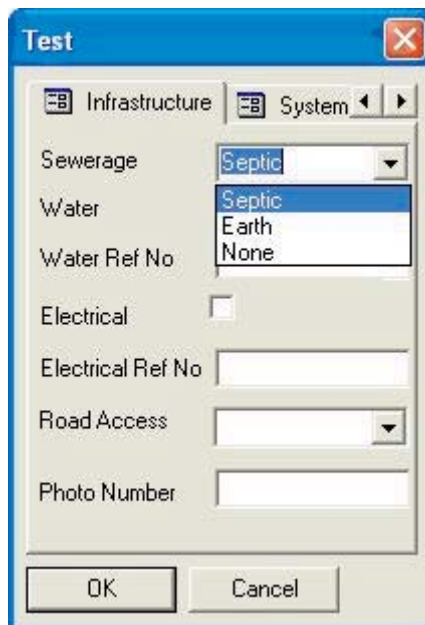 Test
Infrastructure System
Sewerage Septic
Septic
Water
Earth
Water Ref No
None
Electrical
Electrical Ref No
Road Access
Photo Number
OK Cancel